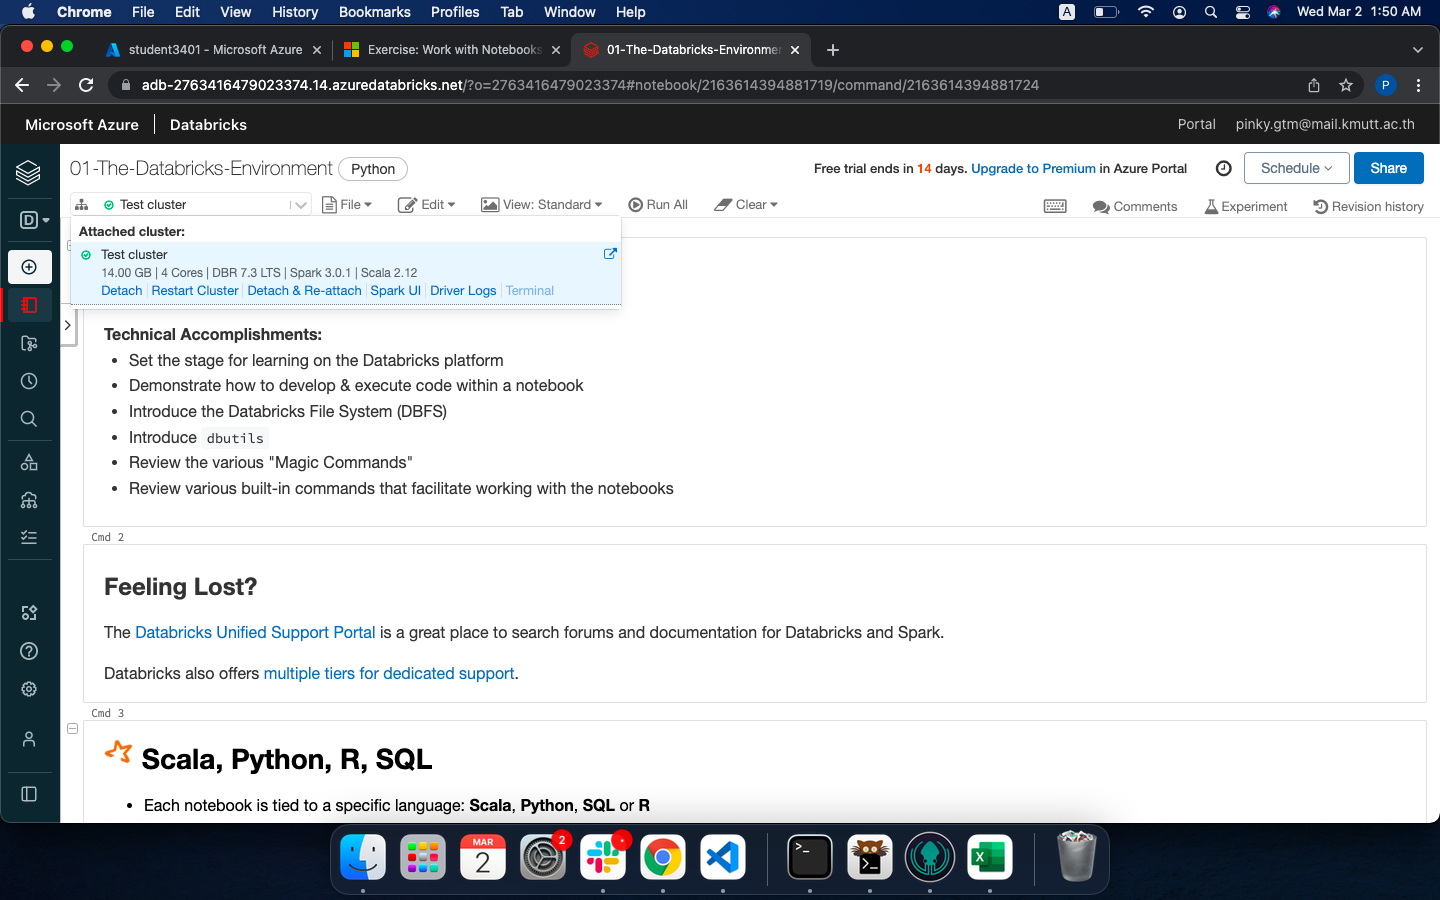 Chrome File Edit View History Bookmarks Profiles Tab Window Help A Wed Mar 2 1:50 AM
student3401 - Microsoft Azure Exercise: Work with Notebooks 01-The-Databricks-Environmen
adb-2763416479023374.14.azuredatabricks.net/?o=2763416479023374#notebook/2163614394881719/command/2163614394881724 P
Microsoft Azure Databricks Portal pinky.gtm@mail.kmutt.ac.th
01-The-Databricks-Environment Python Free trial ends in 14 days. Upgrade to Premium in Azure Portal Schedule Share
D Test cluster File Edit View: Standard Run All Clear Comments Experiment Revision history
Attached cluster:
Test cluster
14.00 GB | 4 Cores | DBR 7.3 LTS | Spark 3.0.1 | Scala 2.12
Detach Restart Cluster Detach & Re-attach Spark UI Driver Logs Terminal
Technical Accomplishments:
• Set the stage for learning on the Databricks platform
• Demonstrate how to develop & execute code within a notebook
• Introduce the Databricks File System (DBFS)
• Introduce dbutils
• Review the various "Magic Commands"
• Review various built-in commands that facilitate working with the notebooks
Cmd 2
Feeling Lost?
The Databricks Unified Support Portal is a great place to search forums and documentation for Databricks and Spark.
Databricks also offers multiple tiers for dedicated support.
Cmd 3
Scala, Python, R, SQL
• Each notebook is tied to a specific language: Scala, Python, SQL or R
MAR
2
2